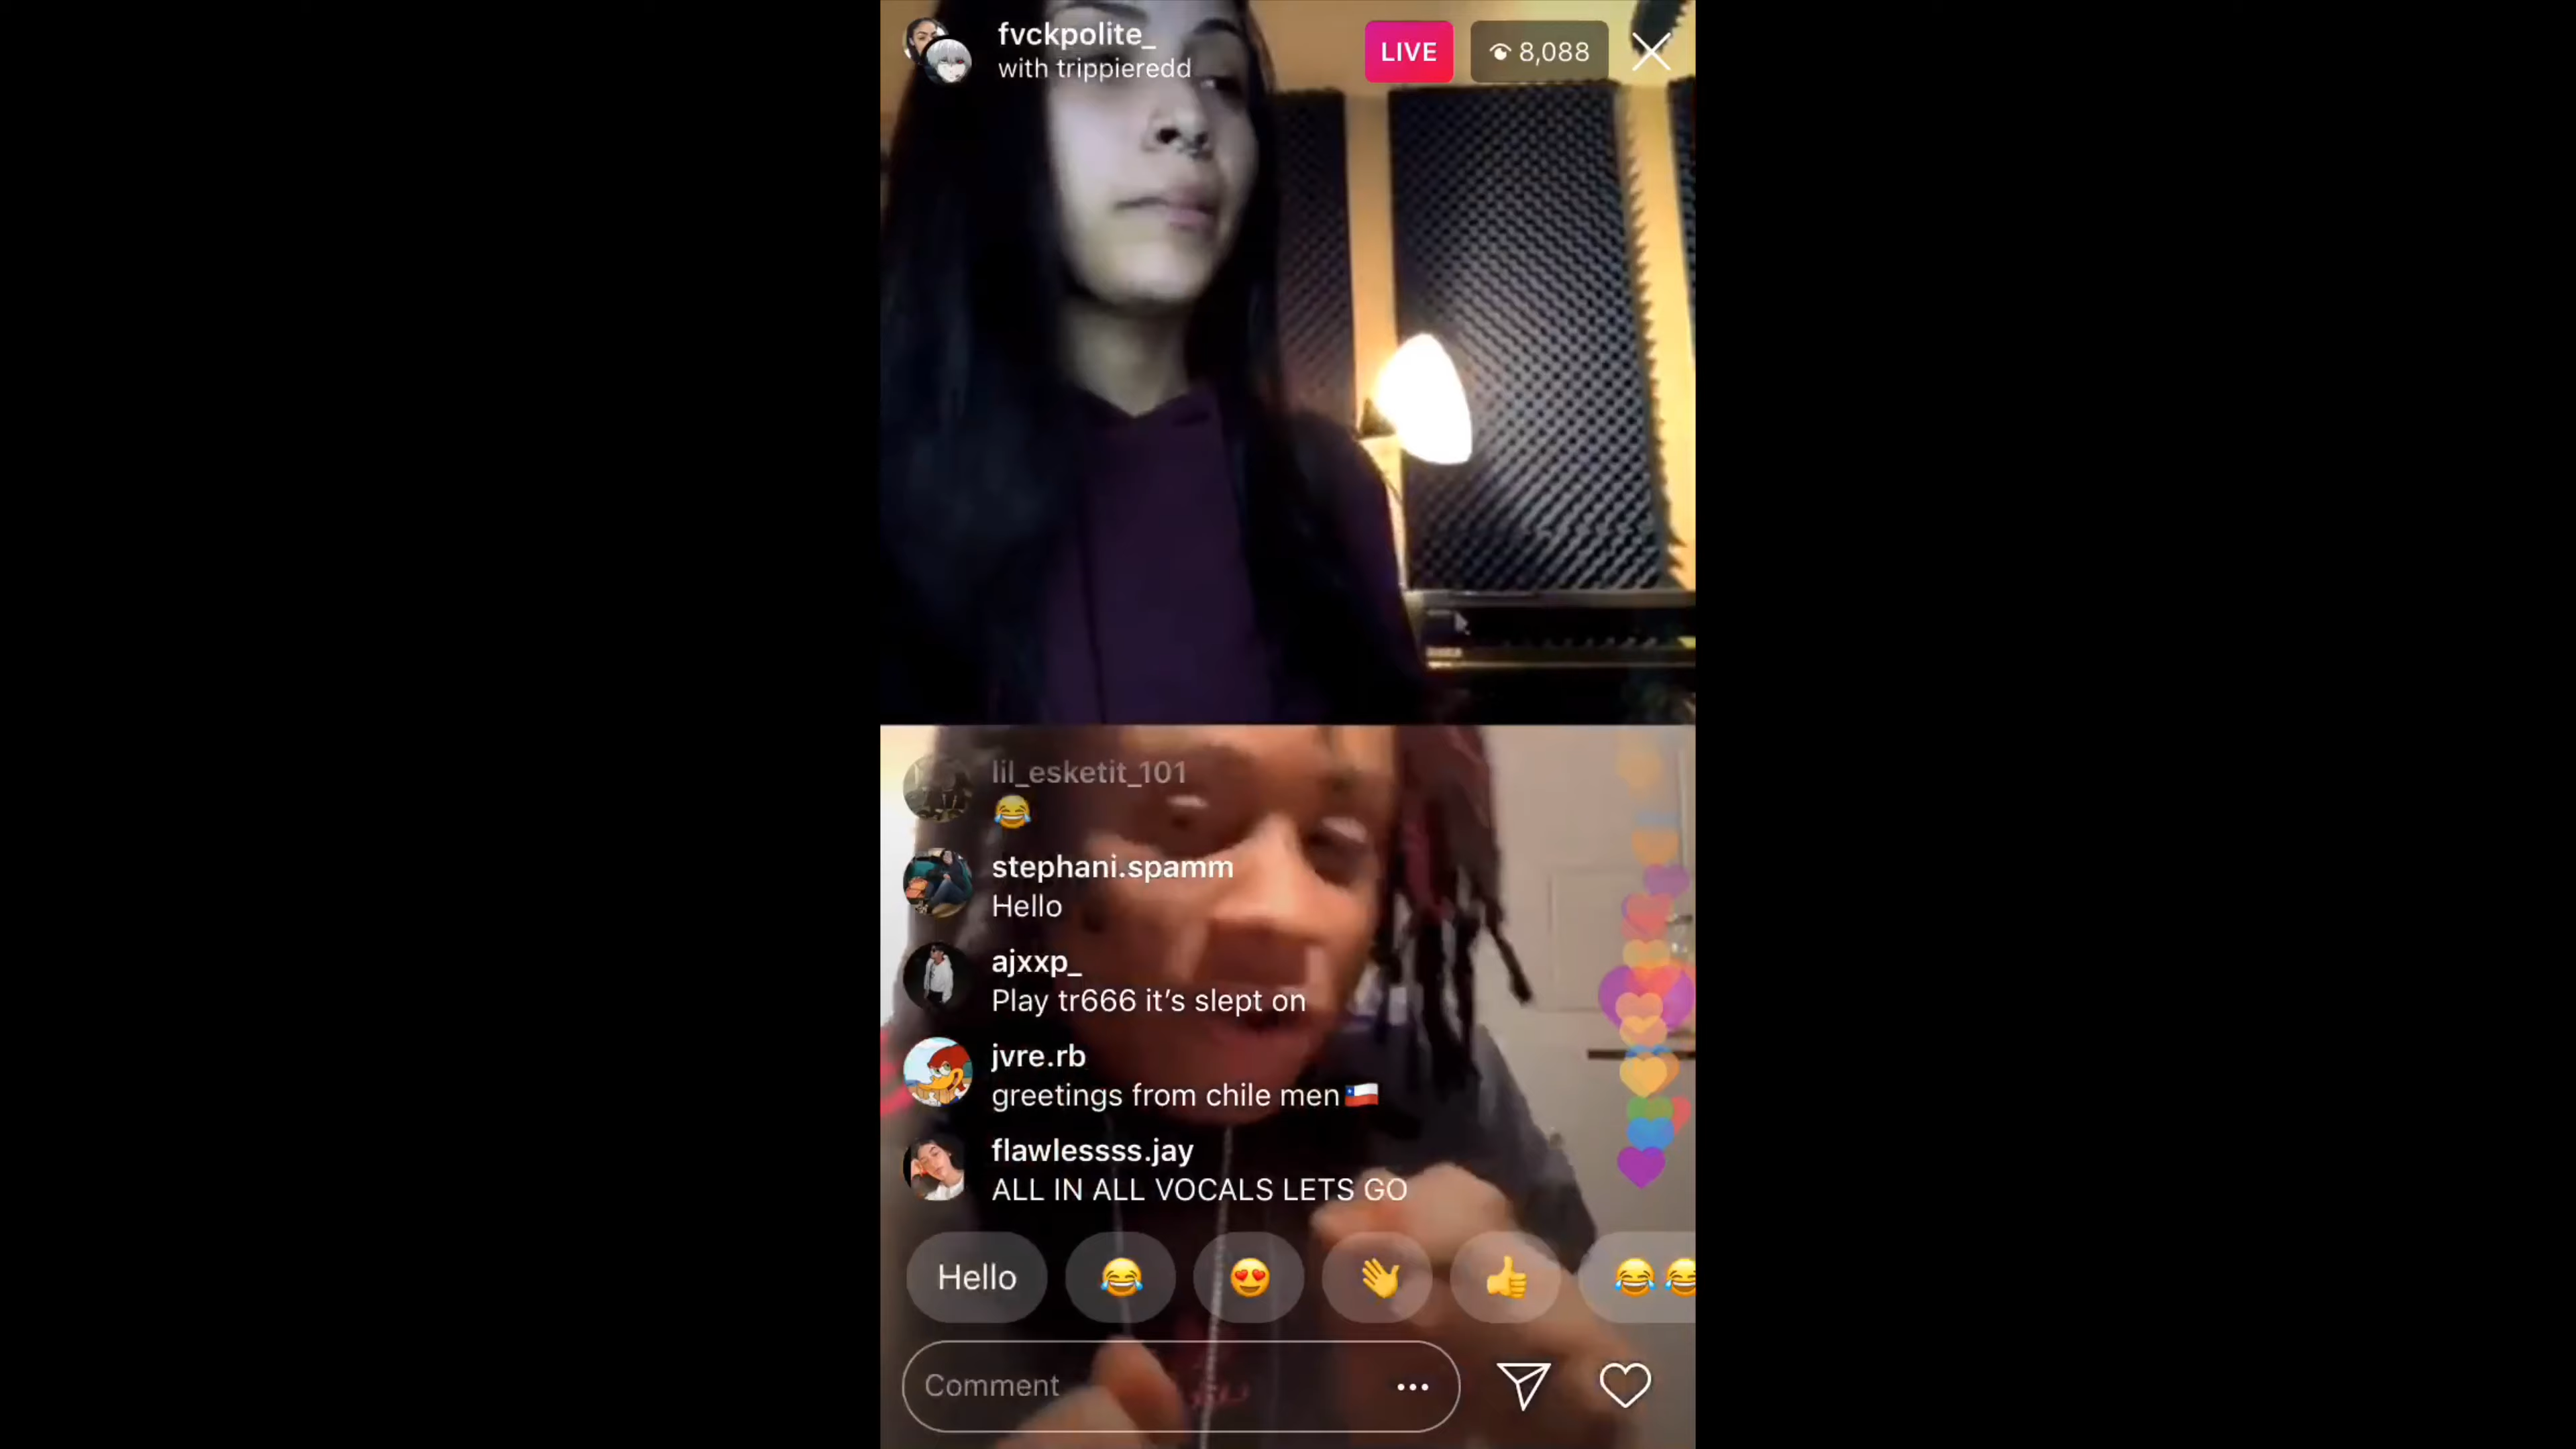 fvckpolite_
with trippieredd
LIVE
8,088
lil_esketit_101
😂
stephani.spamm
Hello
ajxxp_
Play tr666 it’s slept on
jvre.rb
greetings from chile men🇨🇱
flawlessss.jay
ALL IN ALL VOCALS LETS GO
Hello 😂 😍 👋 👍 😂😂
Comment